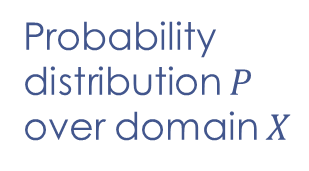 Probability
distribution P
over domain X